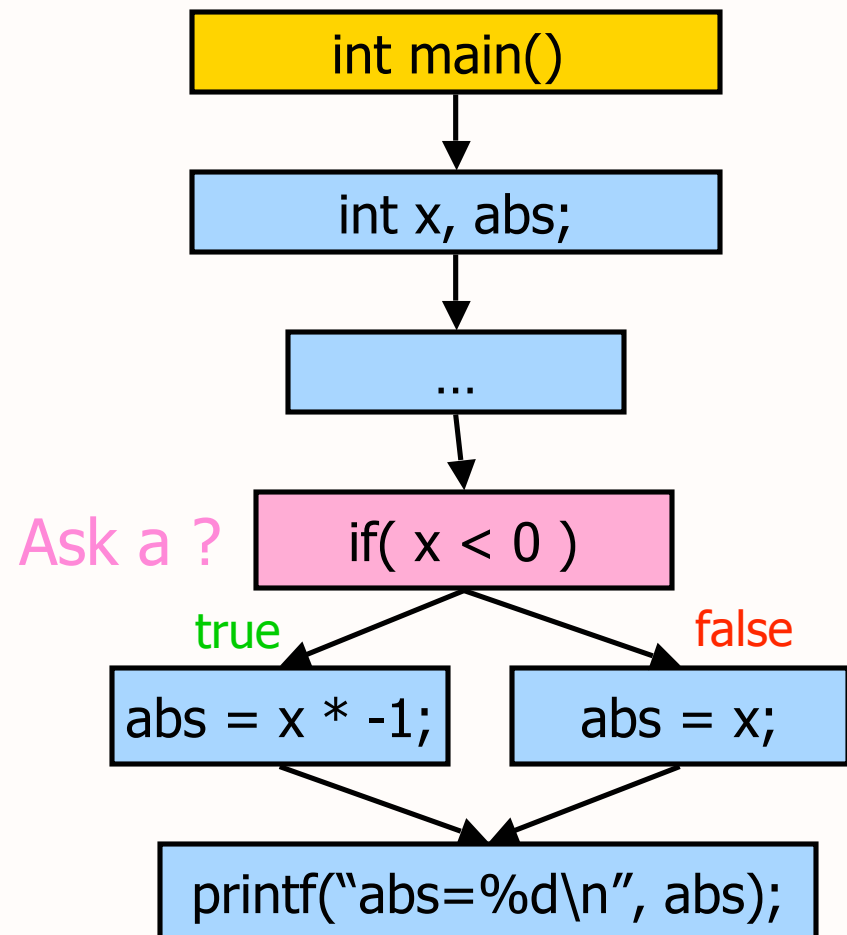 int main()
int x, abs;
...
Ask a ?
if( x < 0 )
true
false
abs = x * -1;
abs = x;
printf(“abs=%d\n”, abs);